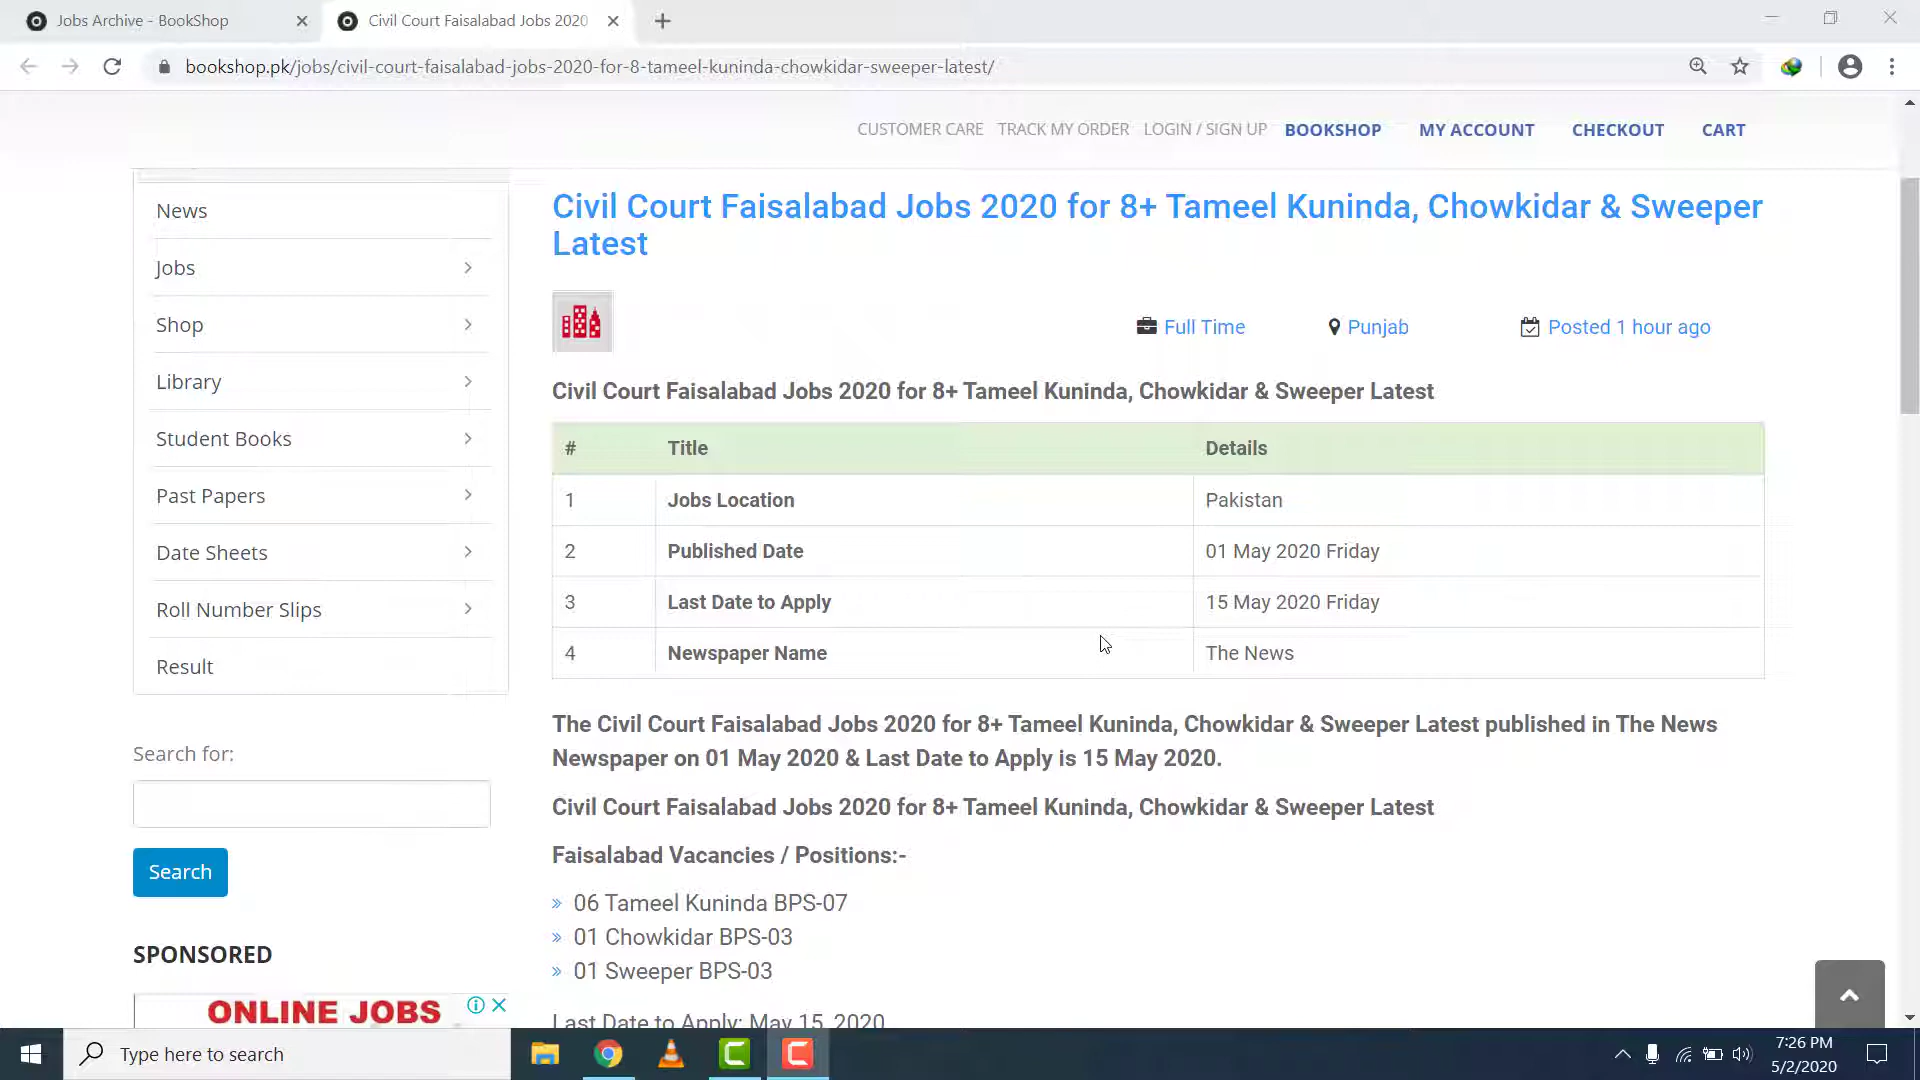 Jobs Archive - BookShop
Civil Court Faisalabad Jobs 2020
bookshop.pk/jobs/civil-court-faisalabad-jobs-2020-for-8-tameel-kuninda-chowkidar-sweeper-latest/
CUSTOMER CARE TRACK MY ORDER LOGIN / SIGN UP BOOKSHOP MY ACCOUNT CHECKOUT CART
News
Jobs
Shop
Library
Student Books
Past Papers
Date Sheets
Roll Number Slips
Result
Search for:
Search
SPONSORED
ONLINE JOBS
Civil Court Faisalabad Jobs 2020 for 8+ Tameel Kuninda, Chowkidar & Sweeper
Latest
Full Time Punjab Posted 1 hour ago
Civil Court Faisalabad Jobs 2020 for 8+ Tameel Kuninda, Chowkidar & Sweeper Latest
# Title Details
1 Jobs Location Pakistan
2 Published Date 01 May 2020 Friday
3 Last Date to Apply 15 May 2020 Friday
4 Newspaper Name The News
The Civil Court Faisalabad Jobs 2020 for 8+ Tameel Kuninda, Chowkidar & Sweeper Latest published in The News
Newspaper on 01 May 2020 & Last Date to Apply is 15 May 2020.
Civil Court Faisalabad Jobs 2020 for 8+ Tameel Kuninda, Chowkidar & Sweeper Latest
Faisalabad Vacancies / Positions:-
» 06 Tameel Kuninda BPS-07
» 01 Chowkidar BPS-03
» 01 Sweeper BPS-03
Last Date to Apply: May 15, 2020
Type here to search
7:26 PM
5/2/2020